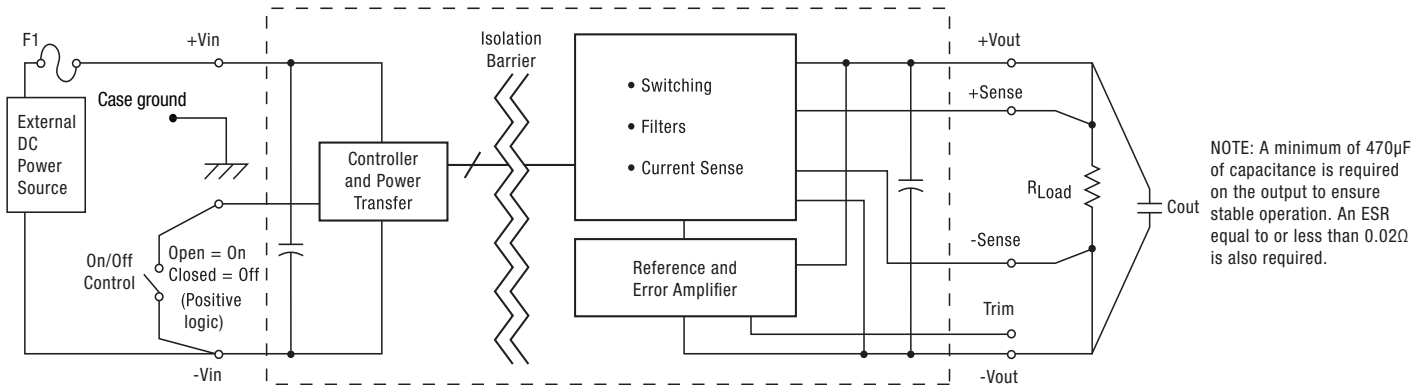 F1
+Vin
Isolation
Barrier
+Vout
+Sense
Case ground
External
DC
Power
Source
Controller
and Power
Transfer
• Switching
• Filters
• Current Sense
RLoad
Cout
NOTE: A minimum of 470µF
of capacitance is required
on the output to ensure
stable operation. An ESR
equal to or less than 0.02Ω
is also required.
On/Off
Control
Open = On
Closed = Off
(Positive
logic)
Reference and
Error Amplifier
-Sense
Trim
-Vin
-Vout